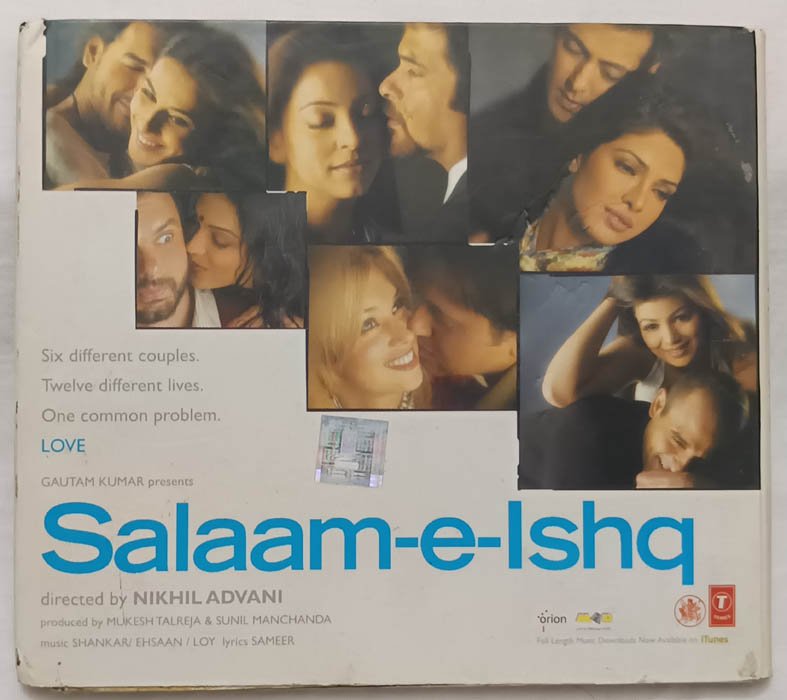 Six different couples.
Twelve different lives.
One common problem.
LOVE
GAUTAM KUMAR presents
Salaam-e-Ishq
directed by NIKHIL ADVANI
produced by MUKESH TALREJA & SUNIL MANCHANDA
music SHANKAR/ EHSAAN / LOY lyrics SAMEER
orion
MAD
T
SERIES
Full Length Music Downloads Now Available on iTunes